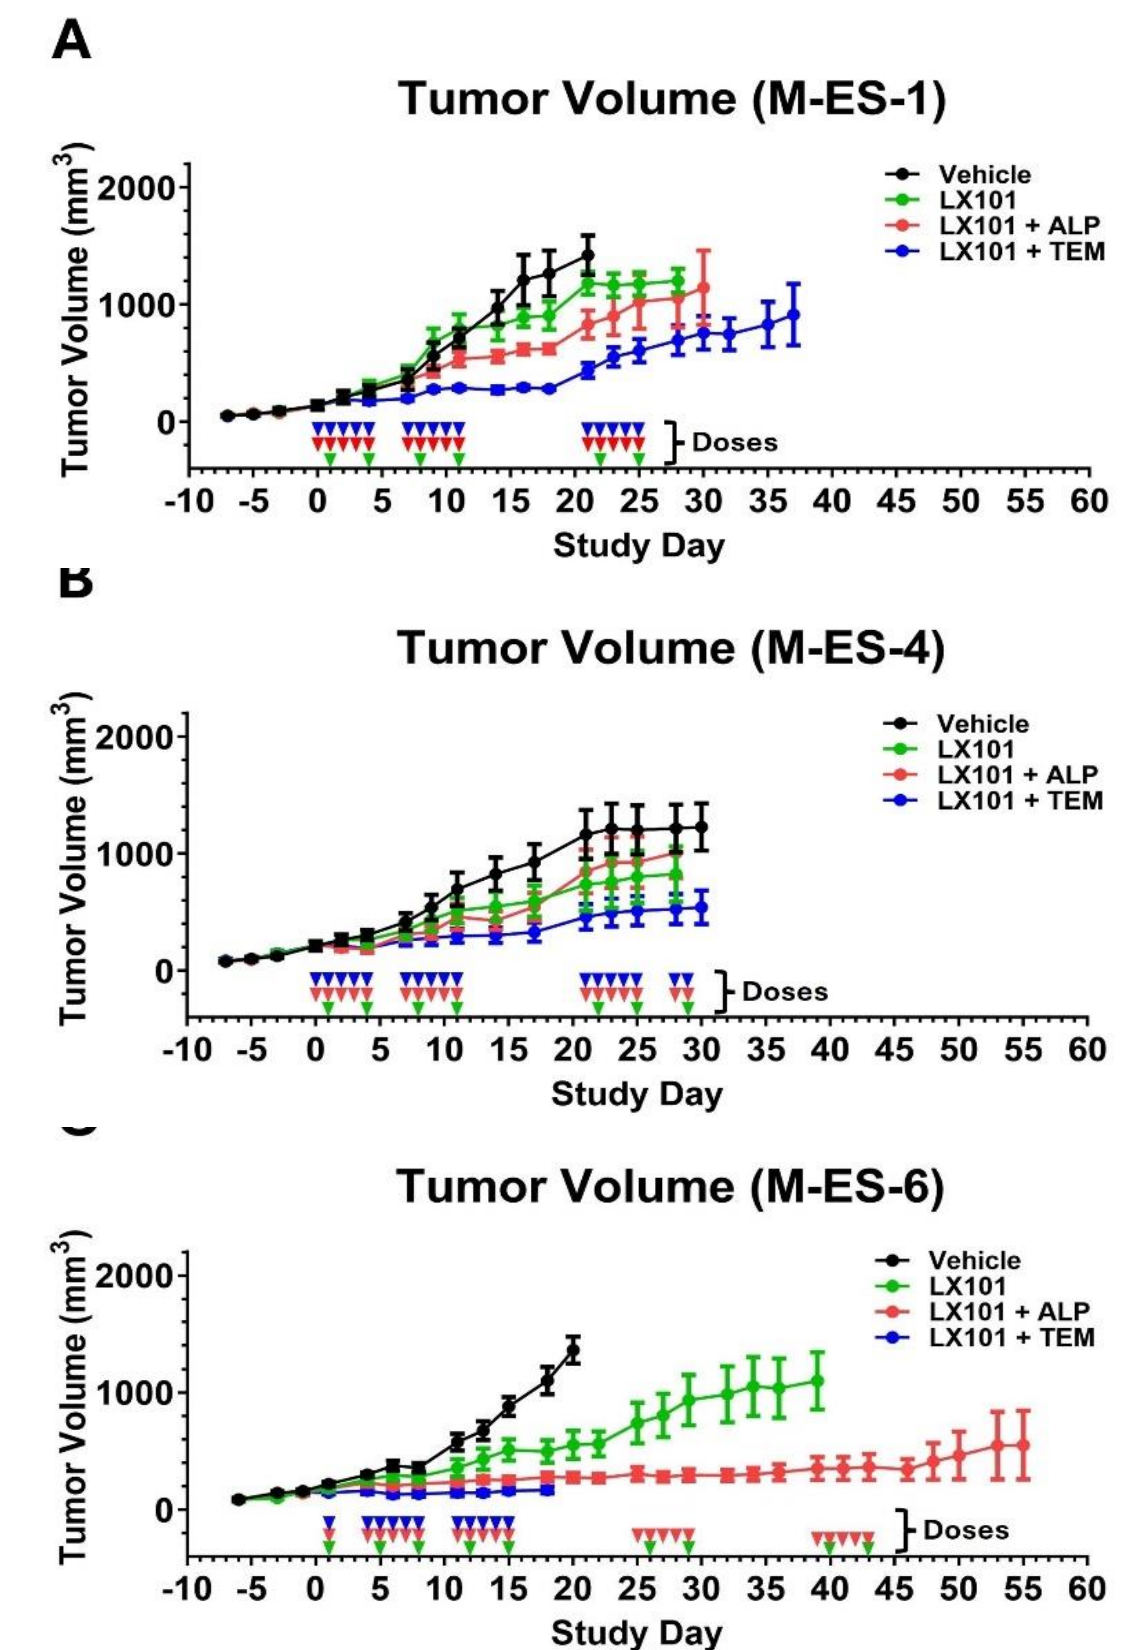 A
Tumor Volume (M-ES-1)
Tumor Volume (mm³)
2000
1000
0
Vehicle
LX101
LX101 + ALP
LX101 + TEM
Doses
-10 -5 0 5 10 15 20 25 30 35 40 45 50 55 60
Study Day
B
Tumor Volume (M-ES-4)
Tumor Volume (mm³)
2000
1000
0
Vehicle
LX101
LX101 + ALP
LX101 + TEM
Doses
-10 -5 0 5 10 15 20 25 30 35 40 45 50 55 60
Study Day
Tumor Volume (M-ES-6)
Tumor Volume (mm³)
2000
1000
0
Vehicle
LX101
LX101 + ALP
LX101 + TEM
Doses
-10 -5 0 5 10 15 20 25 30 35 40 45 50 55 60
Study Day